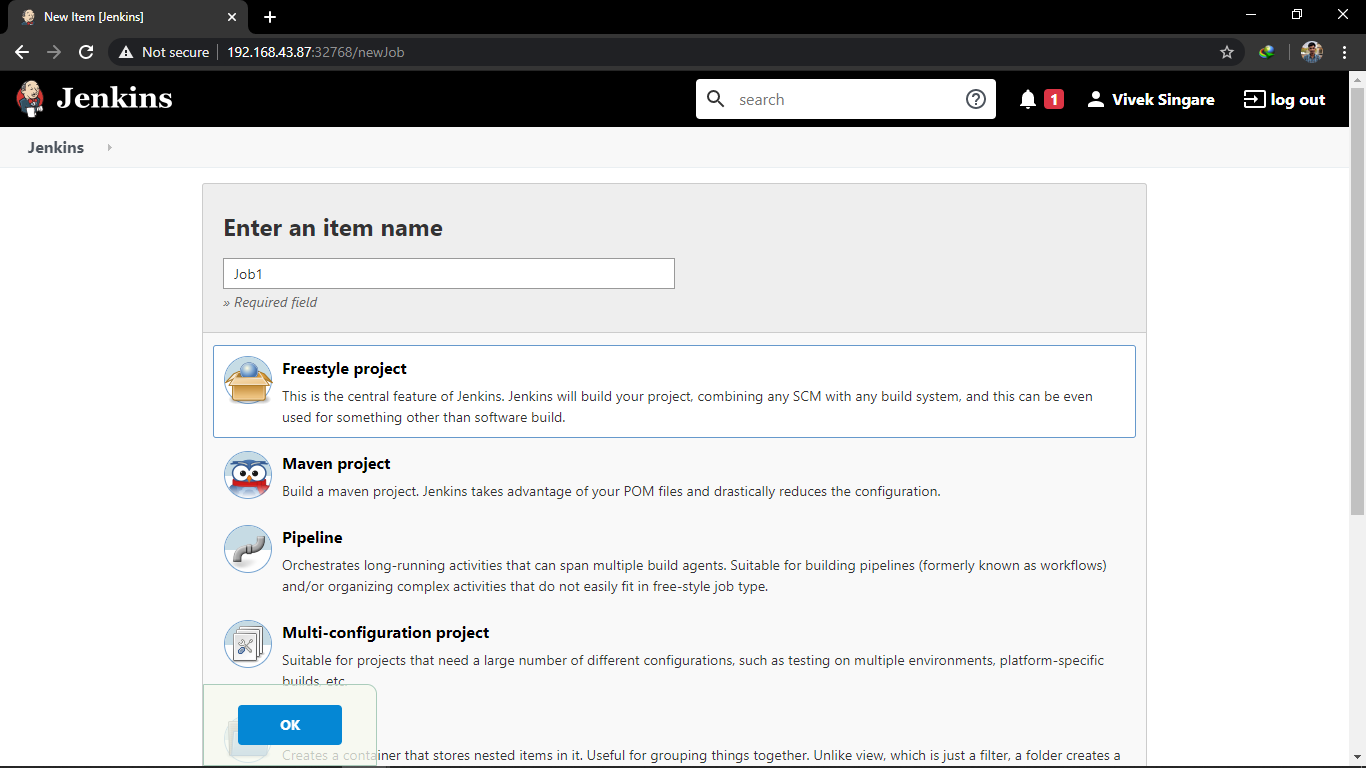 New Item [Jenkins]
Not secure
192.168.43.87:32768/newJob
Jenkins
search
1
Vivek Singare
log out
Jenkins
Enter an item name
Job1
» Required field
Freestyle project
This is the central feature of Jenkins. Jenkins will build your project, combining any SCM with any build system, and this can be even
used for something other than software build.
Maven project
Build a maven project. Jenkins takes advantage of your POM files and drastically reduces the configuration.
Pipeline
Orchestrates long-running activities that can span multiple build agents. Suitable for building pipelines (formerly known as workflows)
and/or organizing complex activities that do not easily fit in free-style job type.
Multi-configuration project
Suitable for projects that need a large number of different configurations, such as testing on multiple environments, platform-specific
builds, etc.
OK
Creates a container that stores nested items in it. Useful for grouping things together. Unlike view, which is just a filter, a folder creates a